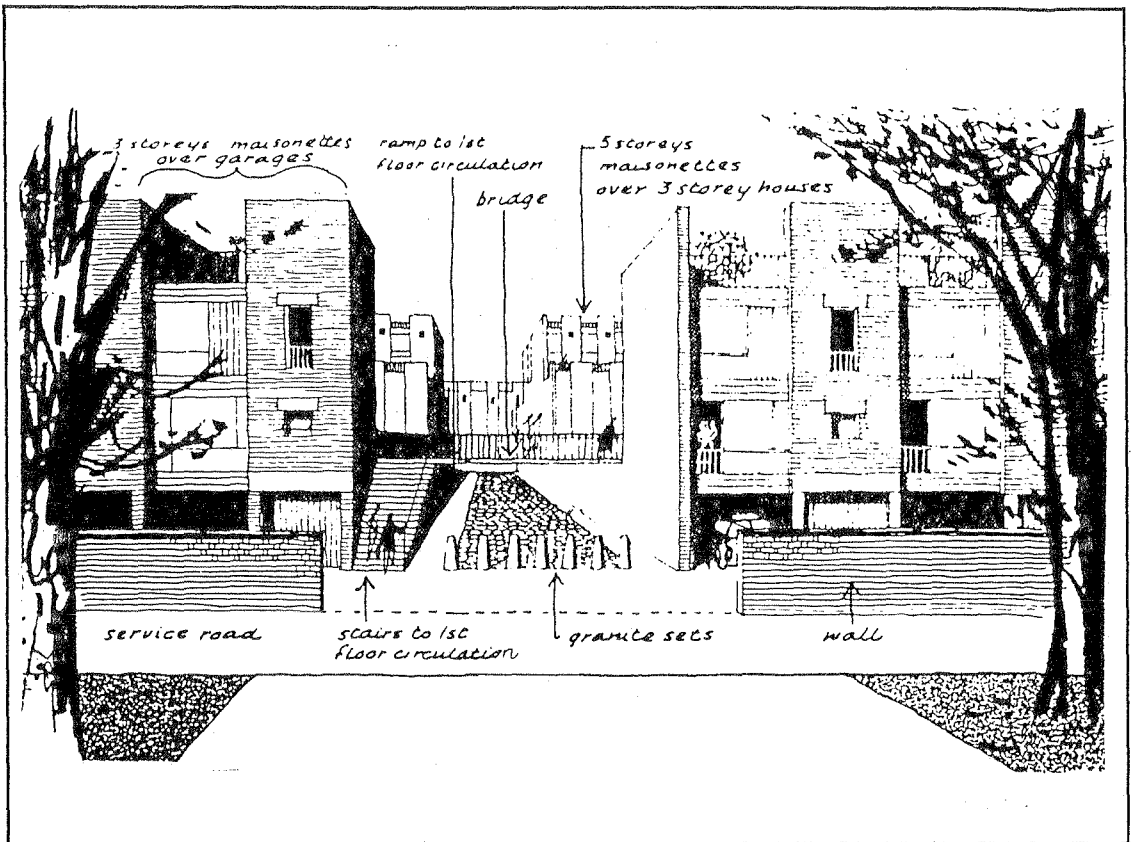 3 storeys maisonettes
over garages
ramp to 1st
floor circulation
bridge
5 storeys
maisonettes
over 3 storey houses
service road
stairs to 1st
floor circulation
granite sets
wall